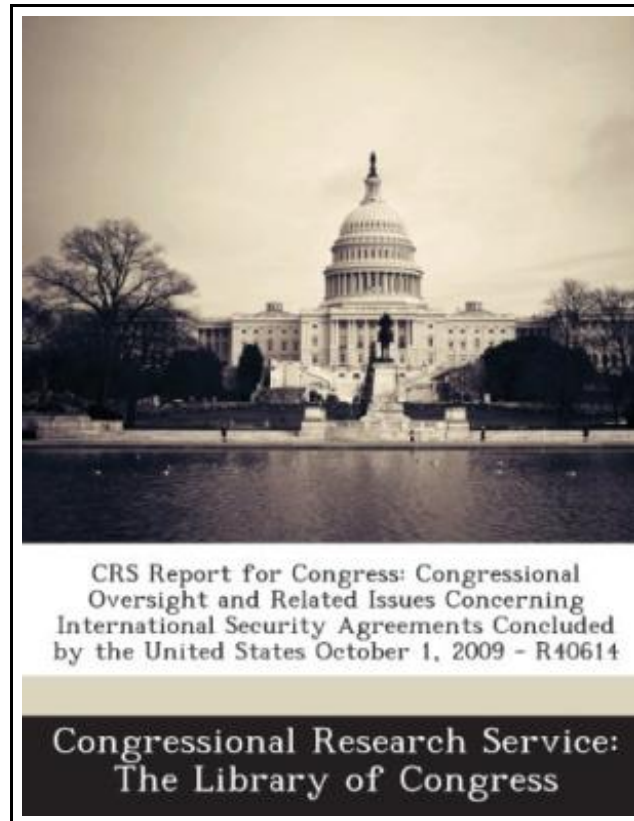 CRS Report for Congress: Congressional
Oversight and Related Issues Concerning
International Security Agreements Concluded
by the United States October 1, 2009 - R40614
Congressional Research Service:
The Library of Congress